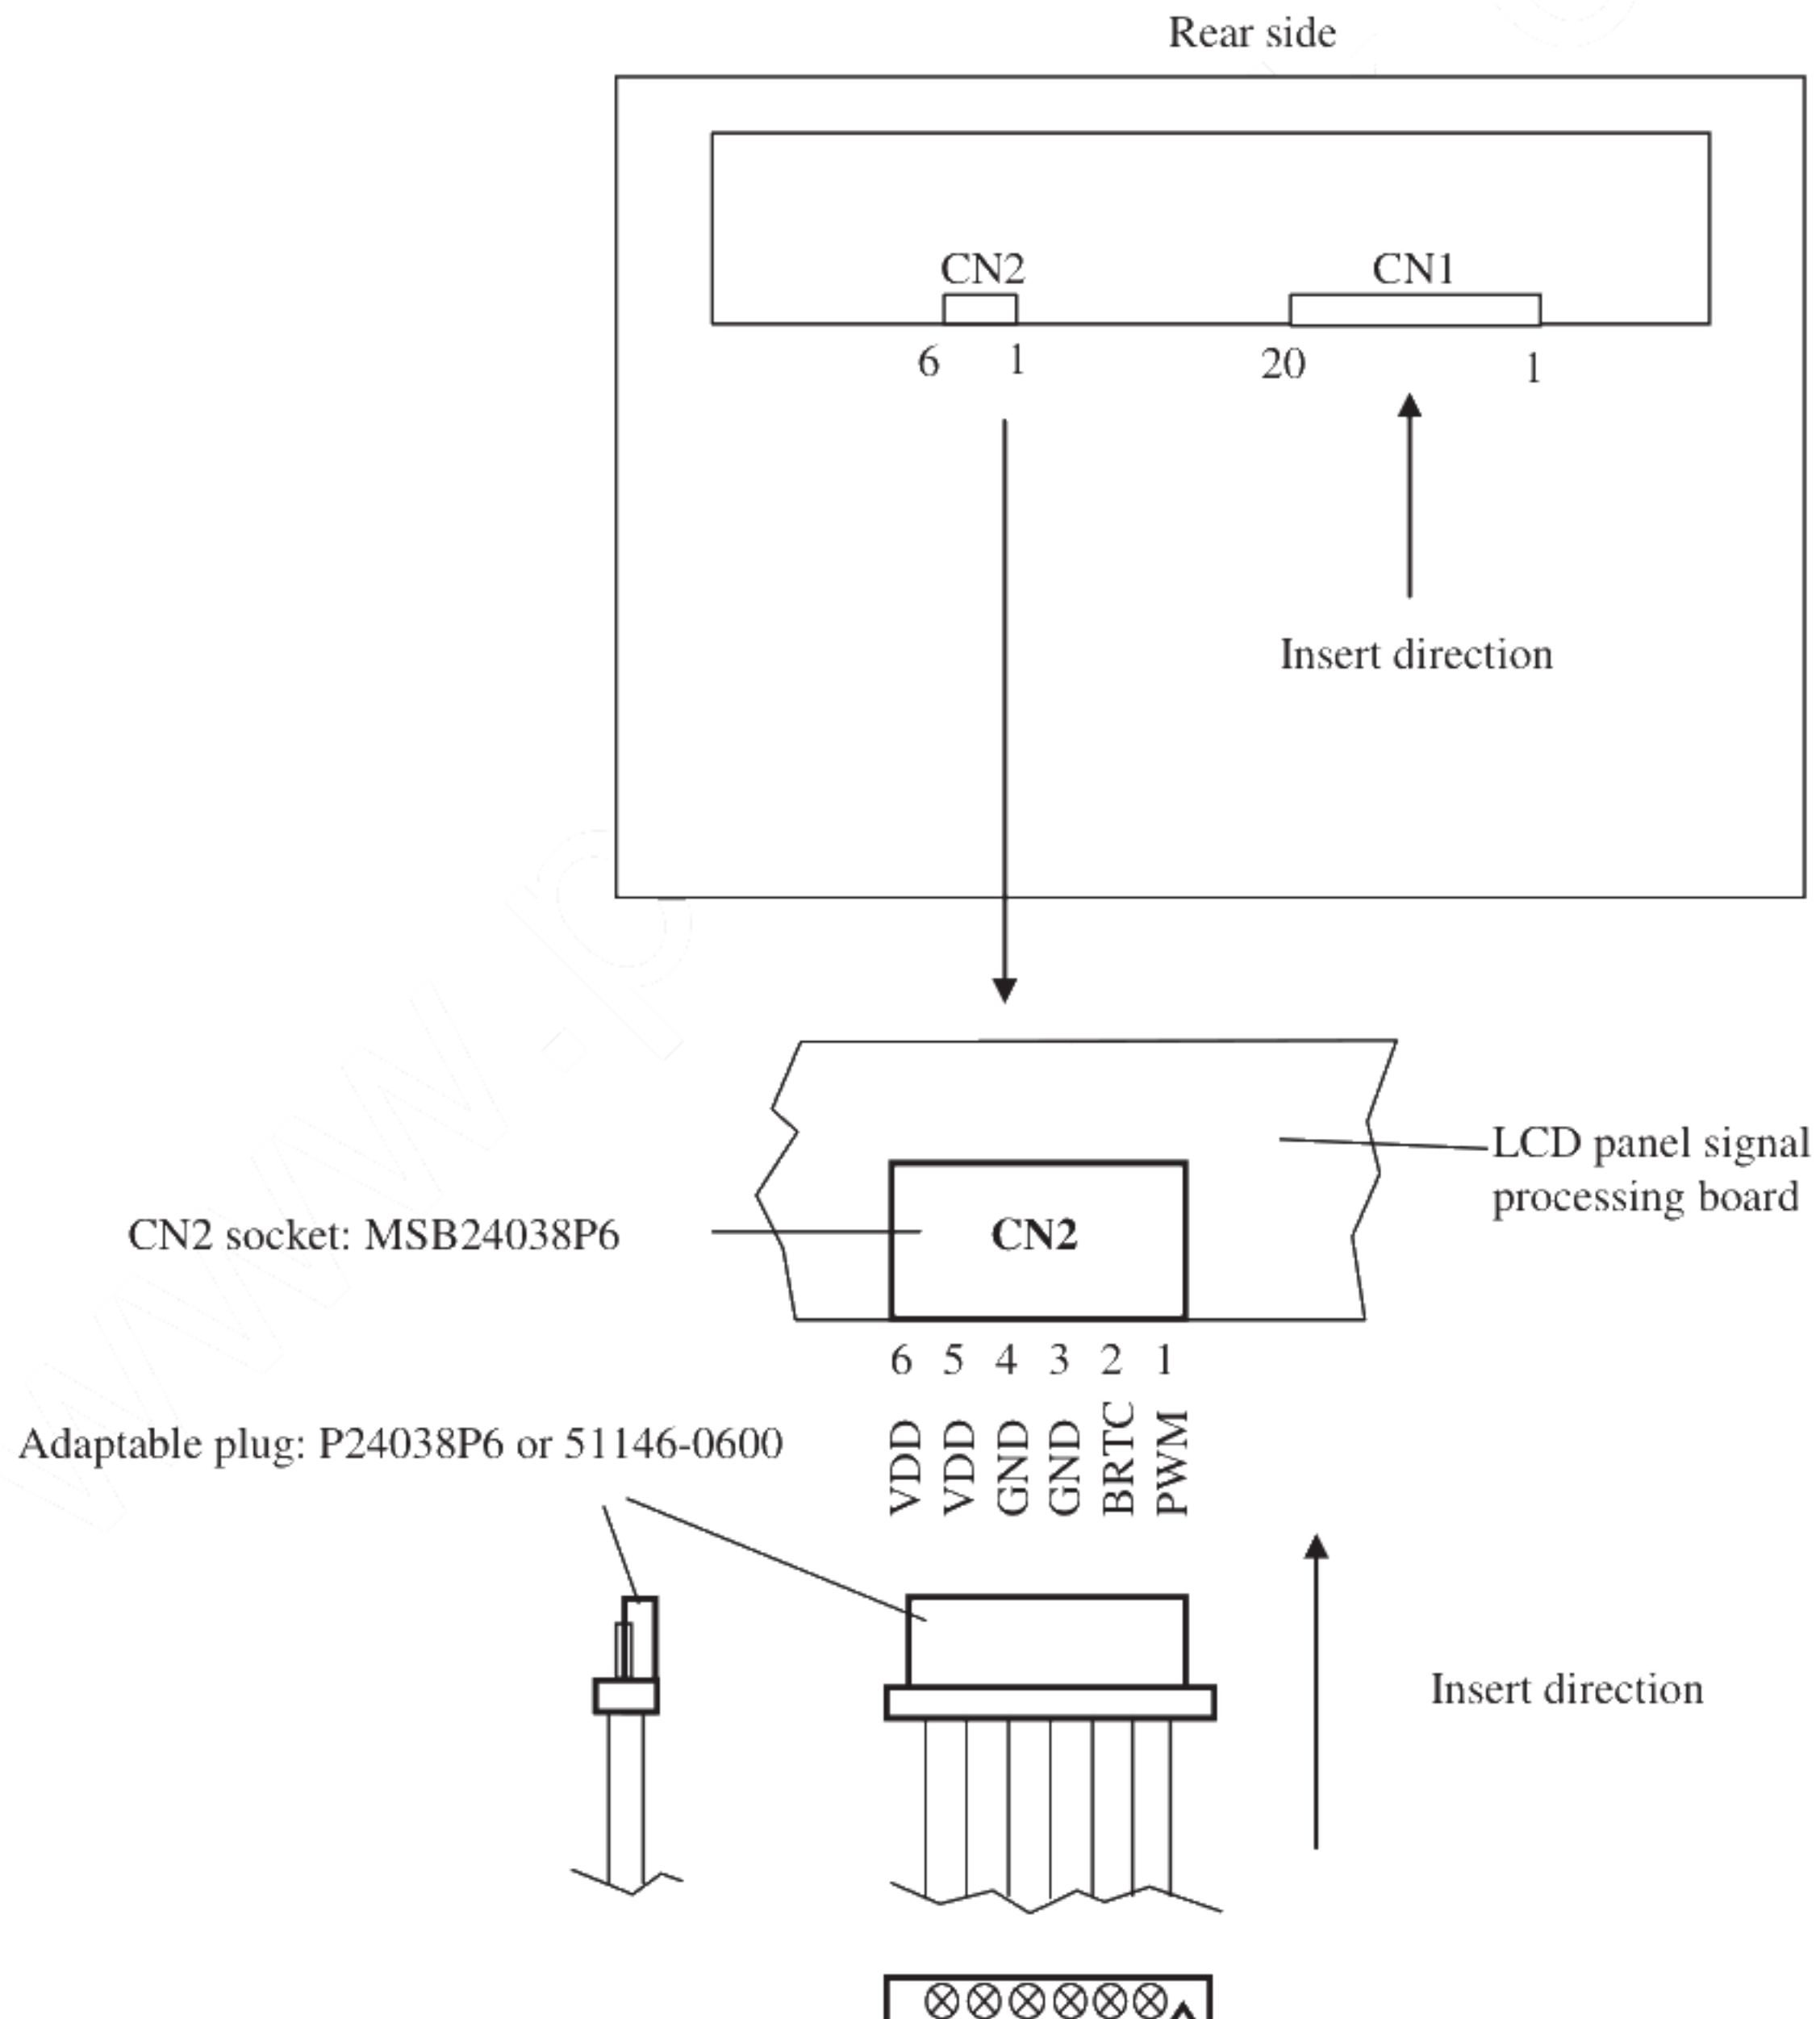 Rear side
CN2
CN1
6
1
20
1
Insert direction
LCD panel signal
processing board
CN2 socket: MSB24038P6
CN2
6 5 4 3 2 1
Adaptable plug: P24038P6 or 51146-0600
VDD
VDD
GND
GND
BRTC
PWM
Insert direction
www.p